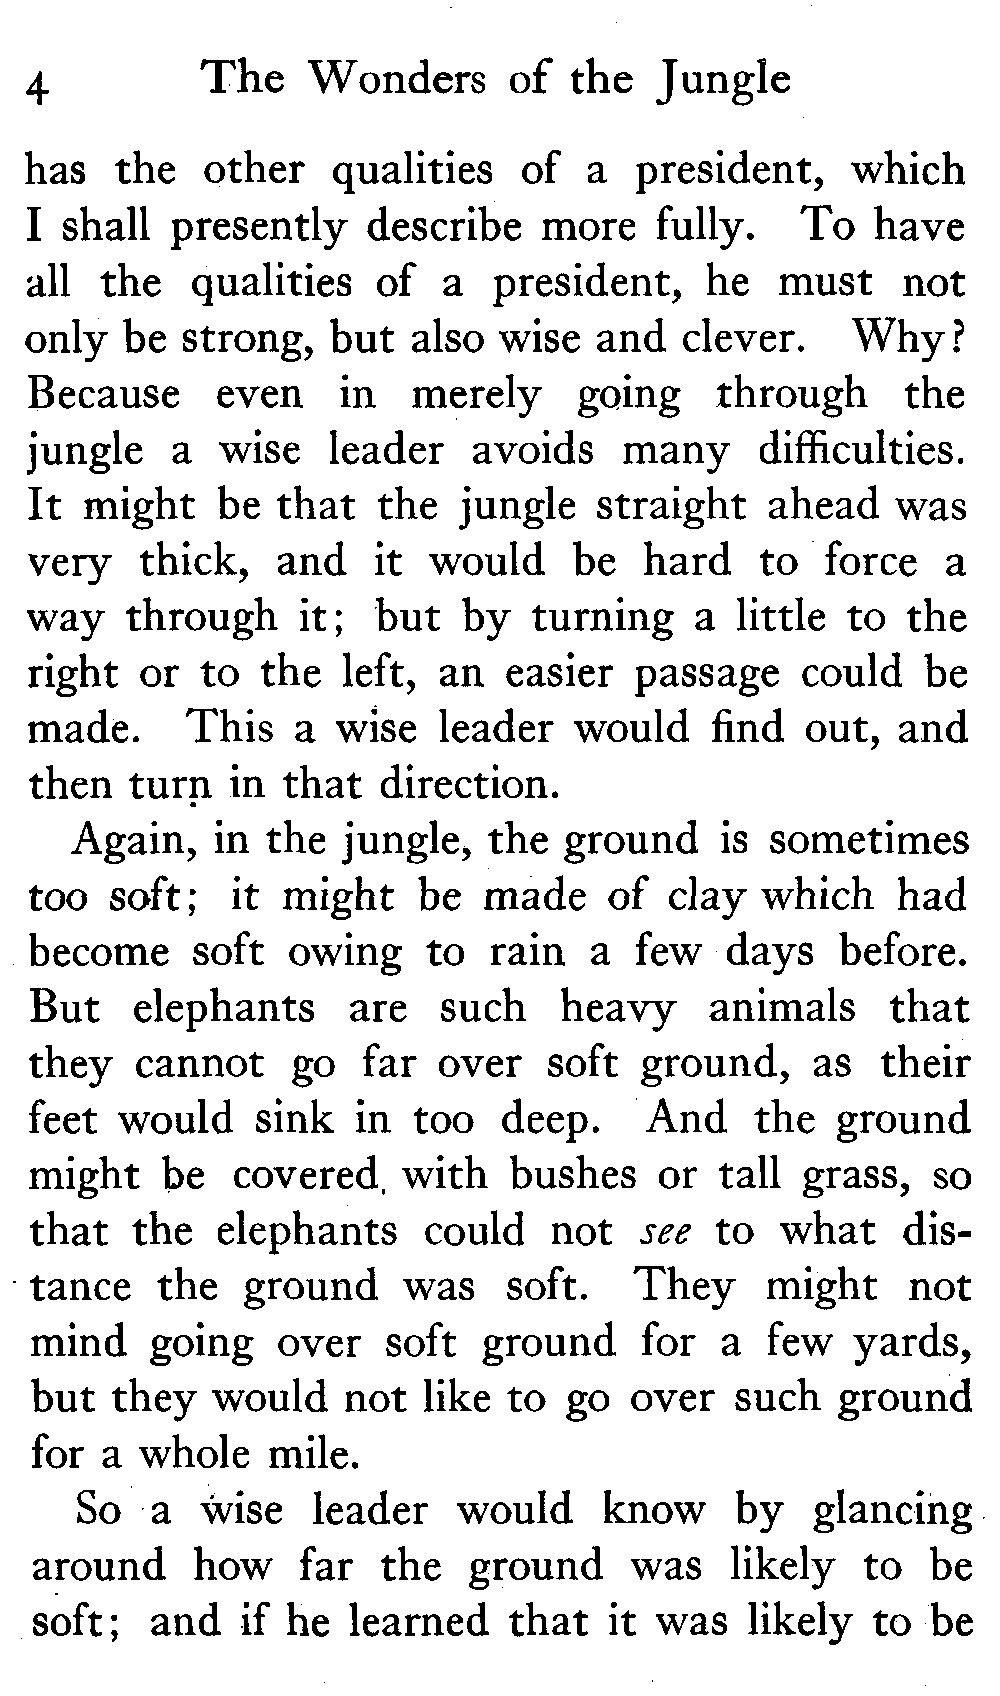 4 The Wonders of the Jungle
has the other qualities of a president, which
I shall presently describe more fully. To have
all the qualities of a president, he must not
only be strong, but also wise and clever. Why?
Because even in merely going through the
jungle a wise leader avoids many difficulties.
It might be that the jungle straight ahead was
very thick, and it would be hard to force a
way through it; but by turning a little to the
right or to the left, an easier passage could be
made. This a wise leader would find out, and
then turn in that direction.
Again, in the jungle, the ground is sometimes
too soft; it might be made of clay which had
become soft owing to rain a few days before.
But elephants are such heavy animals that
they cannot go far over soft ground, as their
feet would sink in too deep. And the ground
might be covered with bushes or tall grass, so
that the elephants could not see to what dis-
tance the ground was soft. They might not
mind going over soft ground for a few yards,
but they would not like to go over such ground
for a whole mile.
So a wise leader would know by glancing
around how far the ground was likely to be
soft; and if he learned that it was likely to be